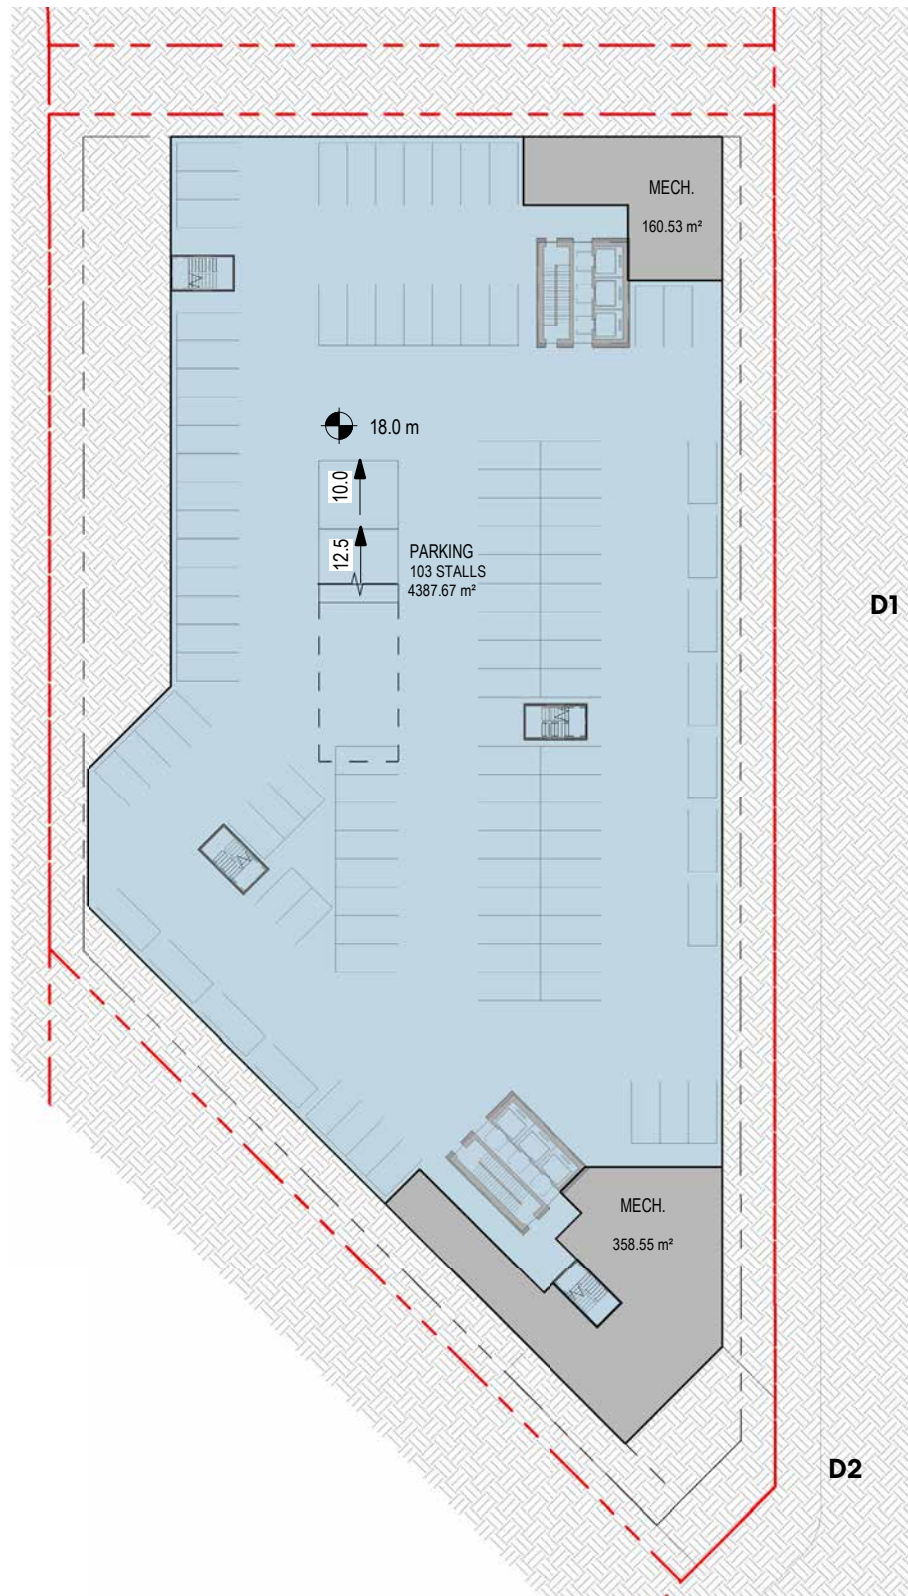 MECH.
160.53 m²
18.0 m
10.0
12.5
PARKING
103 STALLS
4387.67 m²
D1
MECH.
358.55 m²
D2